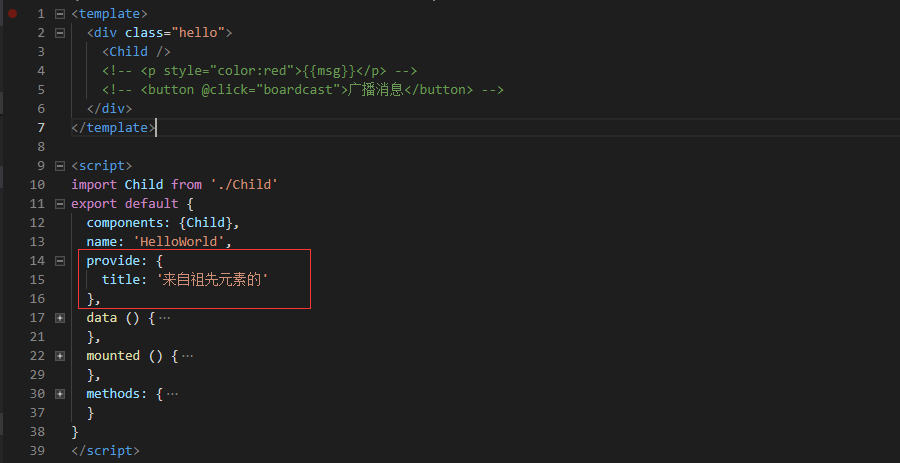 1 <template>
2   <div class="hello">
3     <Child />
4     <!-- <p style="color:red">{{msg}}</p> -->
5     <!-- <button @click="boardcast">广播消息</button> -->
6   </div>
7 </template>
8
9 <script>
10 import Child from './Child'
11 export default {
12   components: {Child},
13   name: 'HelloWorld',
14   provide: {
15     title: '来自祖先元素的'
16   },
17   data () {···
21   },
22   mounted () {···
29   },
30   methods: {···
37   }
38 }
39 </script>